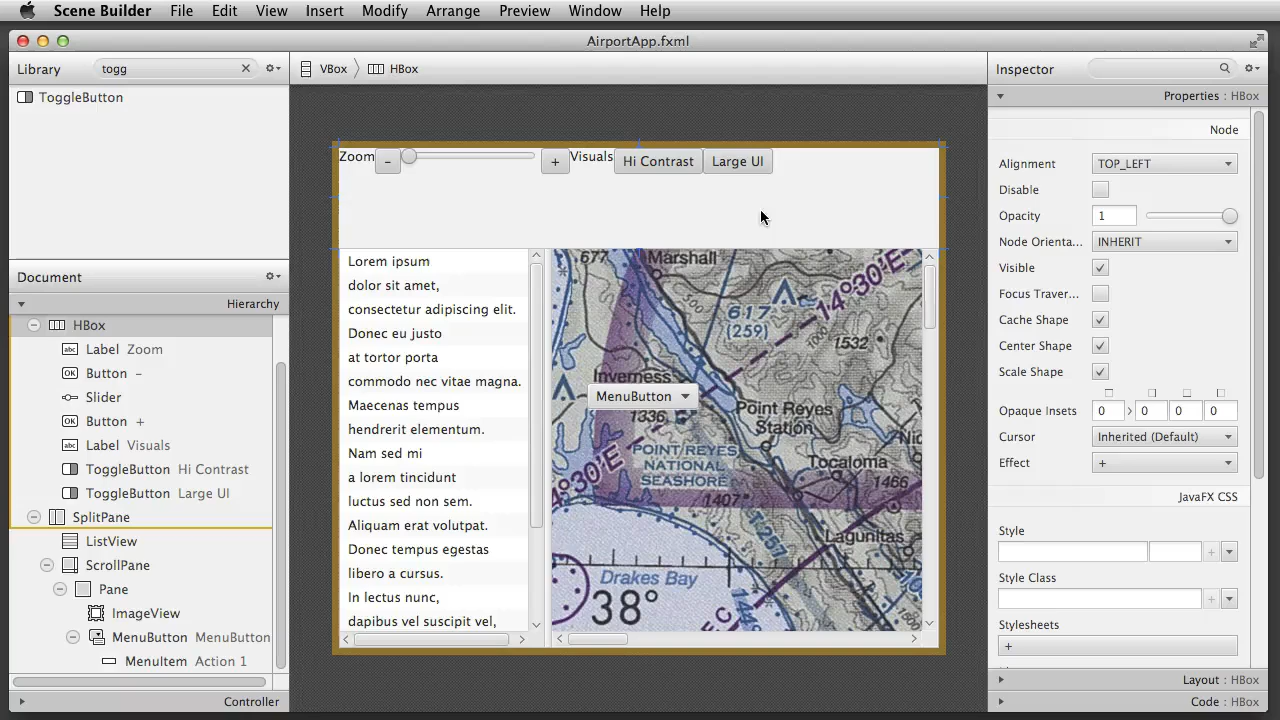 Scene Builder File Edit View Insert Modify Arrange Preview Window Help
AirportApp.fxml
Library togg
ToggleButton
Document
Hierarchy
HBox
Label Zoom
Button -
Slider
Button +
Label Visuals
ToggleButton Hi Contrast
ToggleButton Large UI
SplitPane
ListView
ScrollPane
Pane
ImageView
MenuButton MenuButton
MenuItem Action 1
Controller
VBox HBox
Zoom - + Visuals Hi Contrast Large UI
Lorem ipsum
dolor sit amet,
consectetur adipiscing elit.
Donec eu justo
at tortor porta
commodo nec vitae magna.
Maecenas tempus
hendrerit elementum.
Nam sed mi
a lorem tincidunt
luctus sed non sem.
Aliquam erat volutpat.
Donec tempus egestas
libero a cursus.
In lectus nunc,
dapibus vel suscipit vel,
677
Marshall
14°30'E
617
(259)
1532
Inverness
MenuButton
1336
Point Reyes
Station
POINT REYES
NATIONAL
SEASHORE
Tocaloma
1466
1407
T257
Lagunitas
Drakes Bay
38°
Inspector
Properties : HBox
Node
Alignment TOP_LEFT
Disable
Opacity 1
Node Orienta... INHERIT
Visible
Focus Traver...
Cache Shape
Center Shape
Scale Shape
Opaque Insets 0 0 0 0
Cursor Inherited (Default)
Effect +
JavaFX CSS
Style
+
Style Class
+
Stylesheets
+
Layout : HBox
Code : HBox